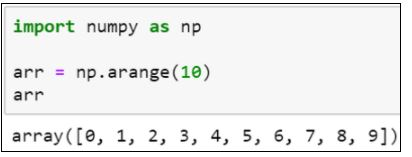 import numpy as np
arr = np.arange(10)
arr
array([0, 1, 2, 3, 4, 5, 6, 7, 8, 9])